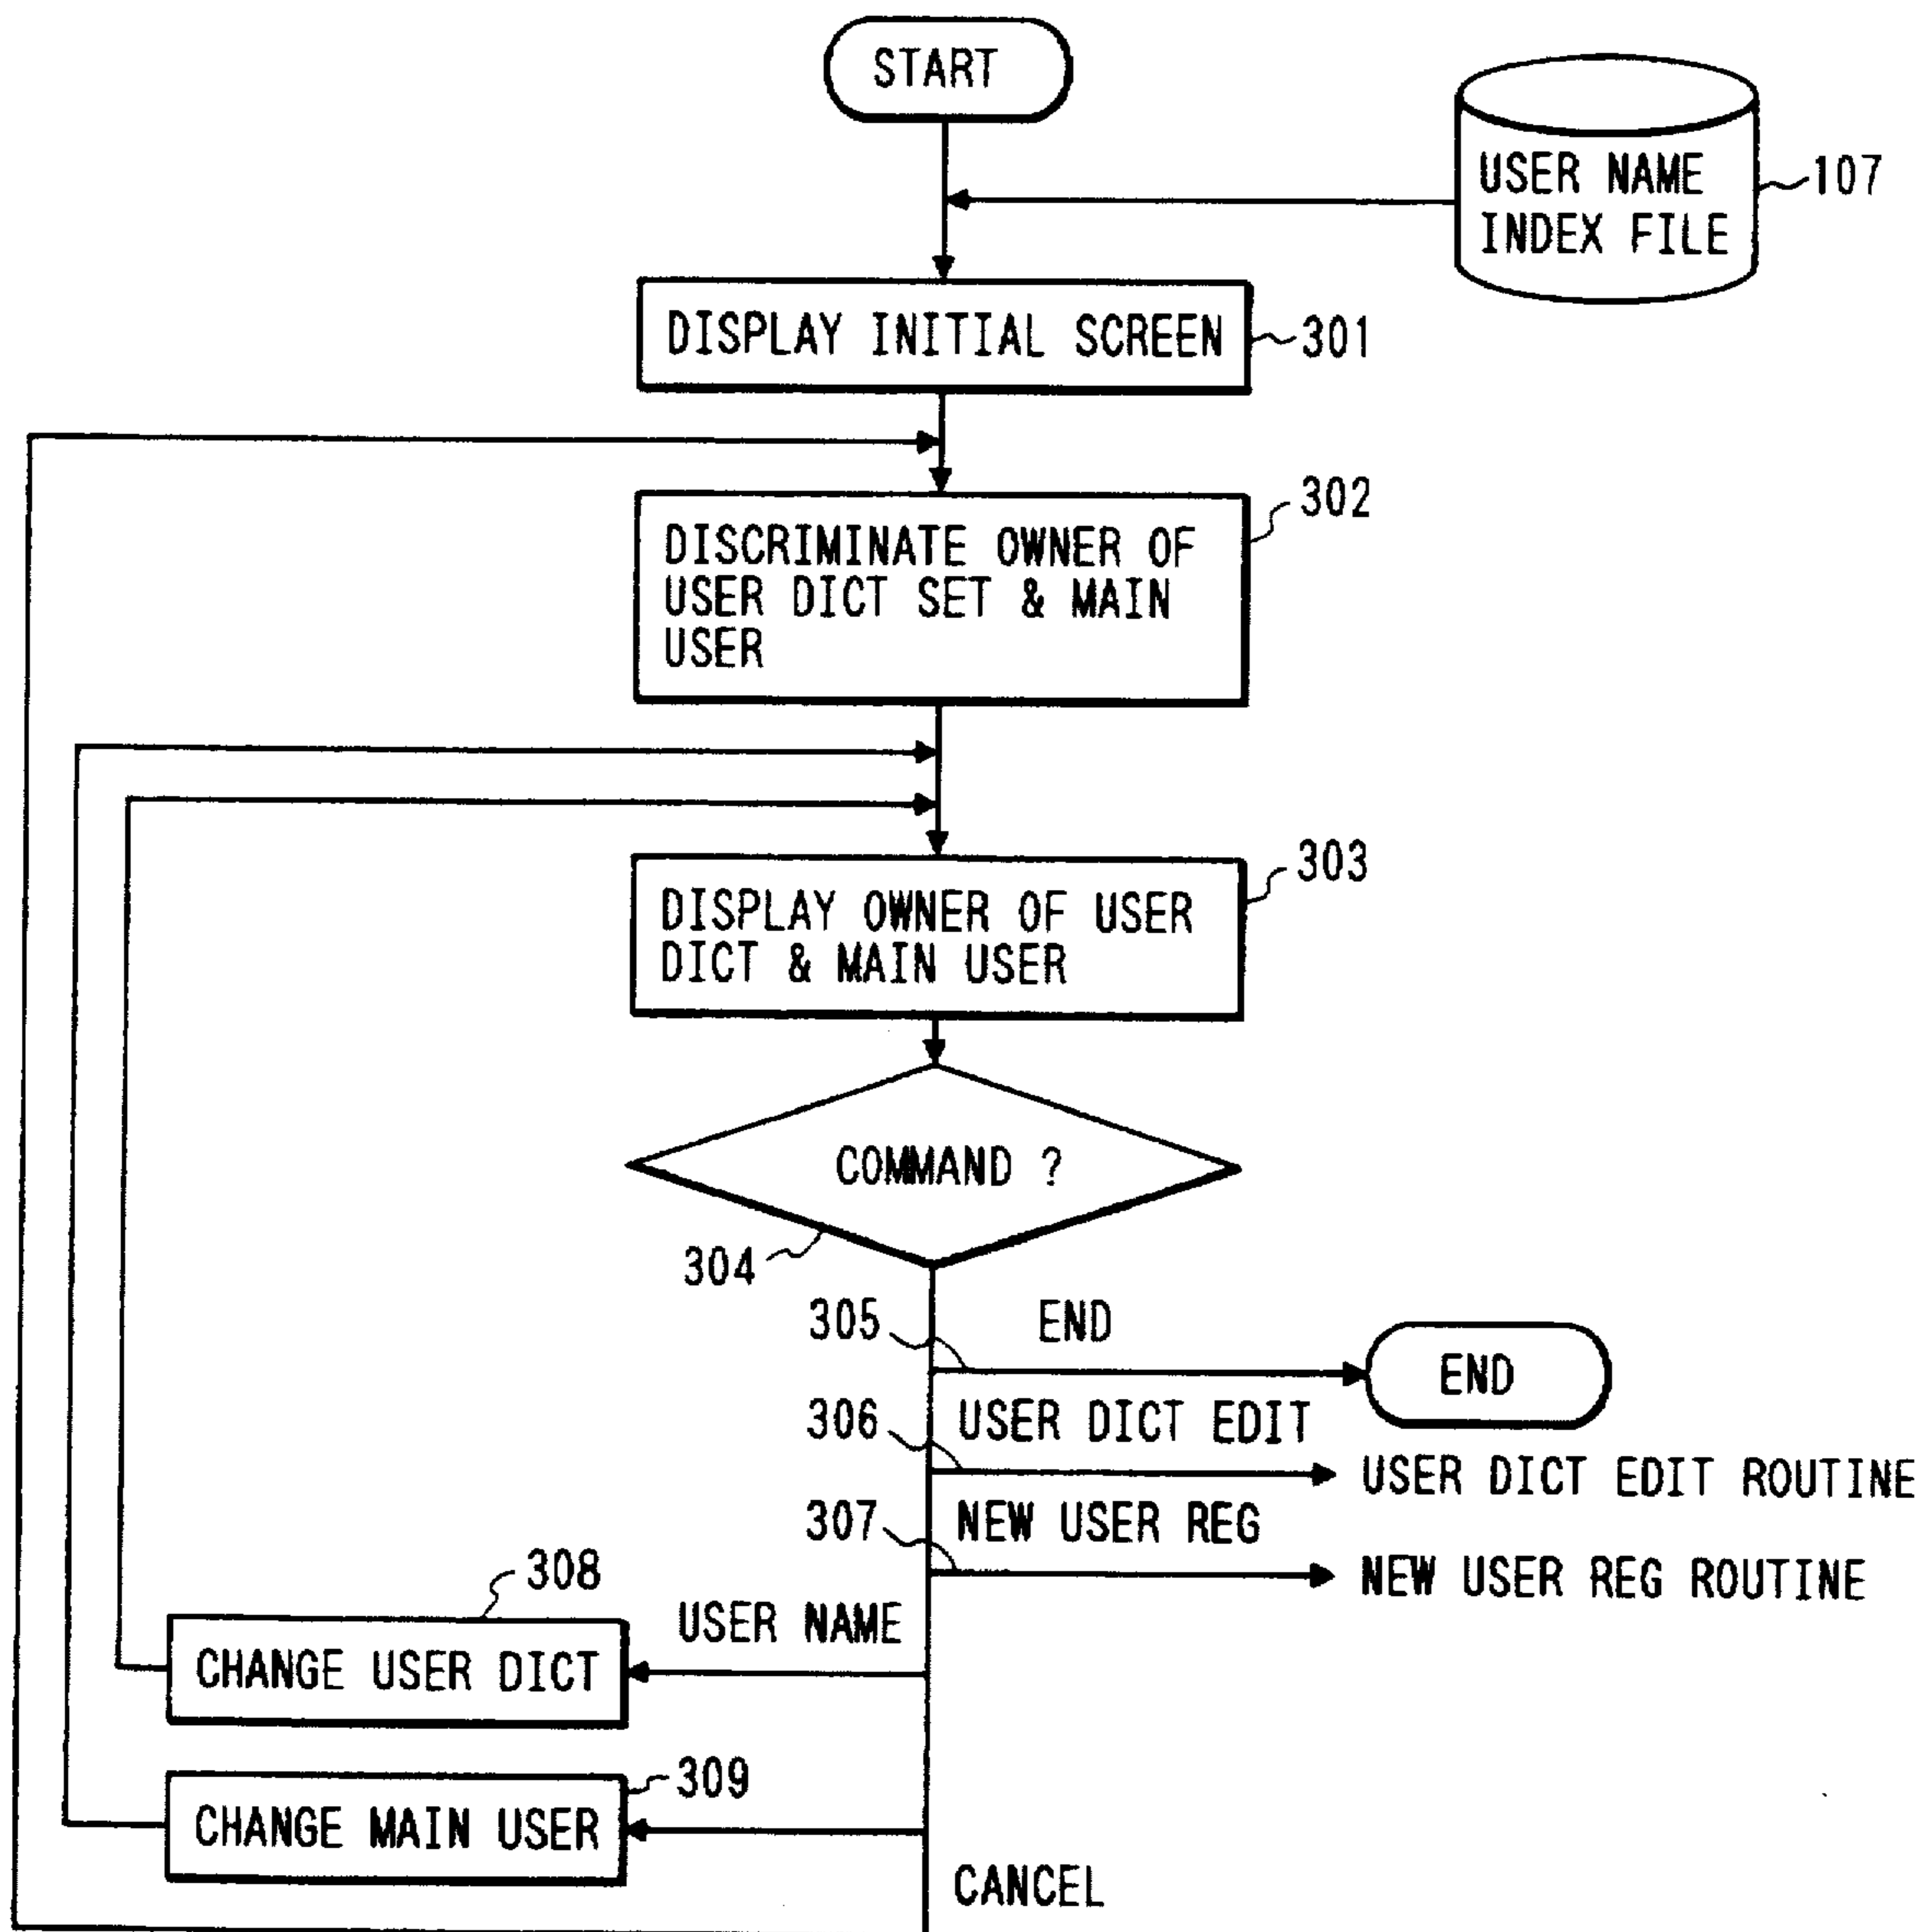 START
USER NAME
INDEX FILE
107
DISPLAY INITIAL SCREEN
301
302
DISCRIMINATE OWNER OF
USER DICT SET & MAIN
USER
303
DISPLAY OWNER OF USER
DICT & MAIN USER
COMMAND ?
304
305
END
END
306
USER DICT EDIT
USER DICT EDIT ROUTINE
307
NEW USER REG
NEW USER REG ROUTINE
308
USER NAME
CHANGE USER DICT
309
CHANGE MAIN USER
CANCEL